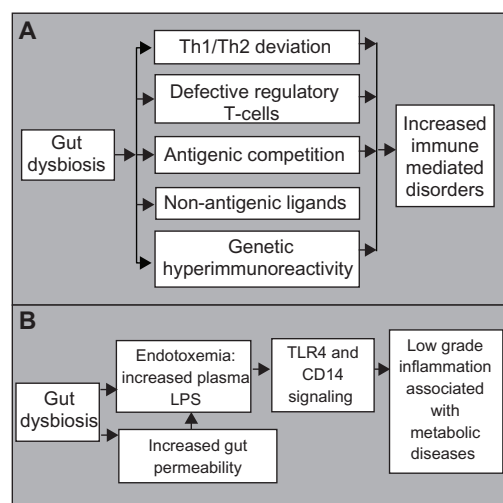 A
Th1/Th2 deviation
Defective regulatory
T-cells
Gut
dysbiosis
Antigenic competition
Non-antigenic ligands
Genetic
hyperimmunoreactivity
Increased
immune
mediated
disorders
B
Gut
dysbiosis
Endotoxemia:
increased plasma
LPS
Increased gut
permeability
TLR4 and
CD14
signaling
Low grade
inflammation
associated
with
metabolic
diseases